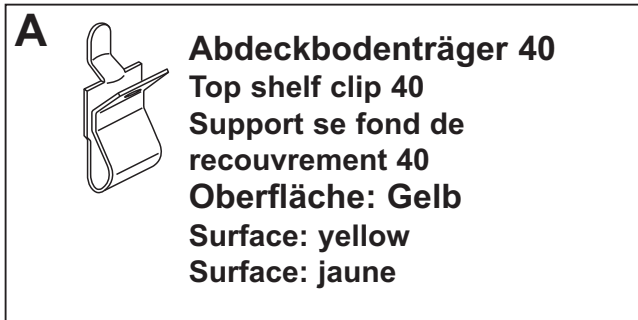 A
Abdeckbodenträger 40
Top shelf clip 40
Support se fond de
recouvrement 40
Oberfläche: Gelb
Surface: yellow
Surface: jaune